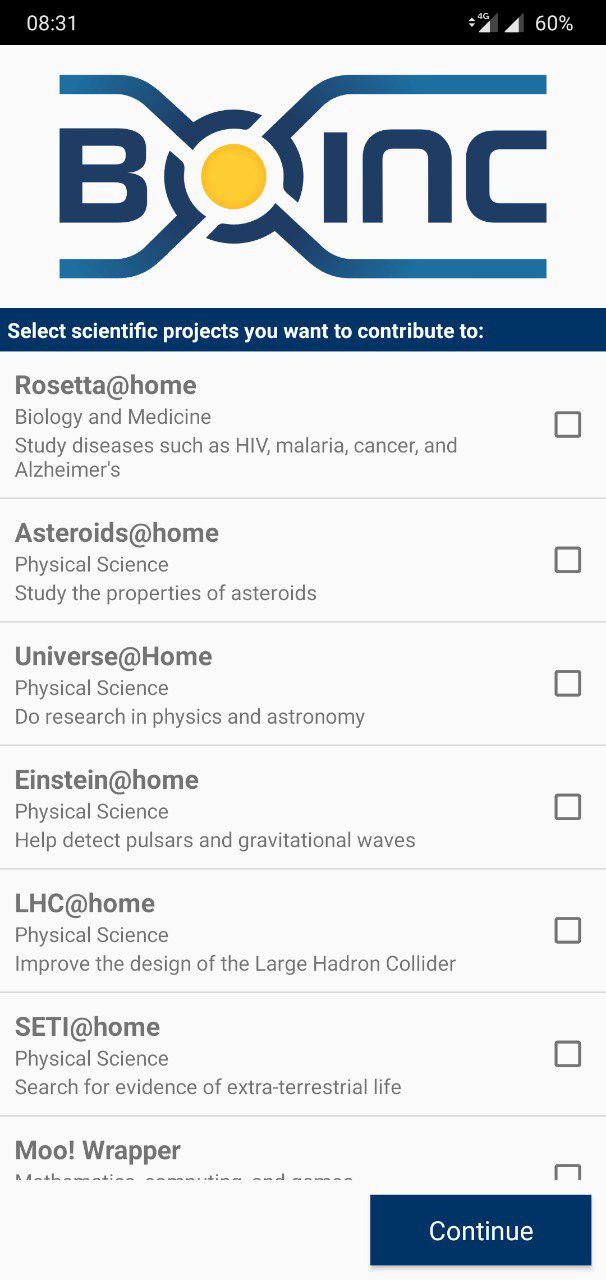 08:31
4G
60%
BOINC
Select scientific projects you want to contribute to:
Rosetta@home
Biology and Medicine
Study diseases such as HIV, malaria, cancer, and
Alzheimer's
Asteroids@home
Physical Science
Study the properties of asteroids
Universe@Home
Physical Science
Do research in physics and astronomy
Einstein@home
Physical Science
Help detect pulsars and gravitational waves
LHC@home
Physical Science
Improve the design of the Large Hadron Collider
SETI@home
Physical Science
Search for evidence of extra-terrestrial life
Moo! Wrapper
Mathematics, computing, and games
Continue